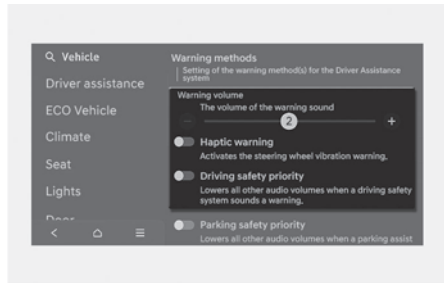 Vehicle
Driver assistance
ECO Vehicle
Climate
Seat
Lights
Door
Warning methods
Setting of the warning method(s) for the Driver Assistance
system
Warning volume
The volume of the warning sound
− 2 +
Haptic warning
Activates the steering wheel vibration warning.
Driving safety priority
Lowers all other audio volumes when a driving safety
system sounds a warning.
Parking safety priority
Lowers all other audio volumes when a parking assist